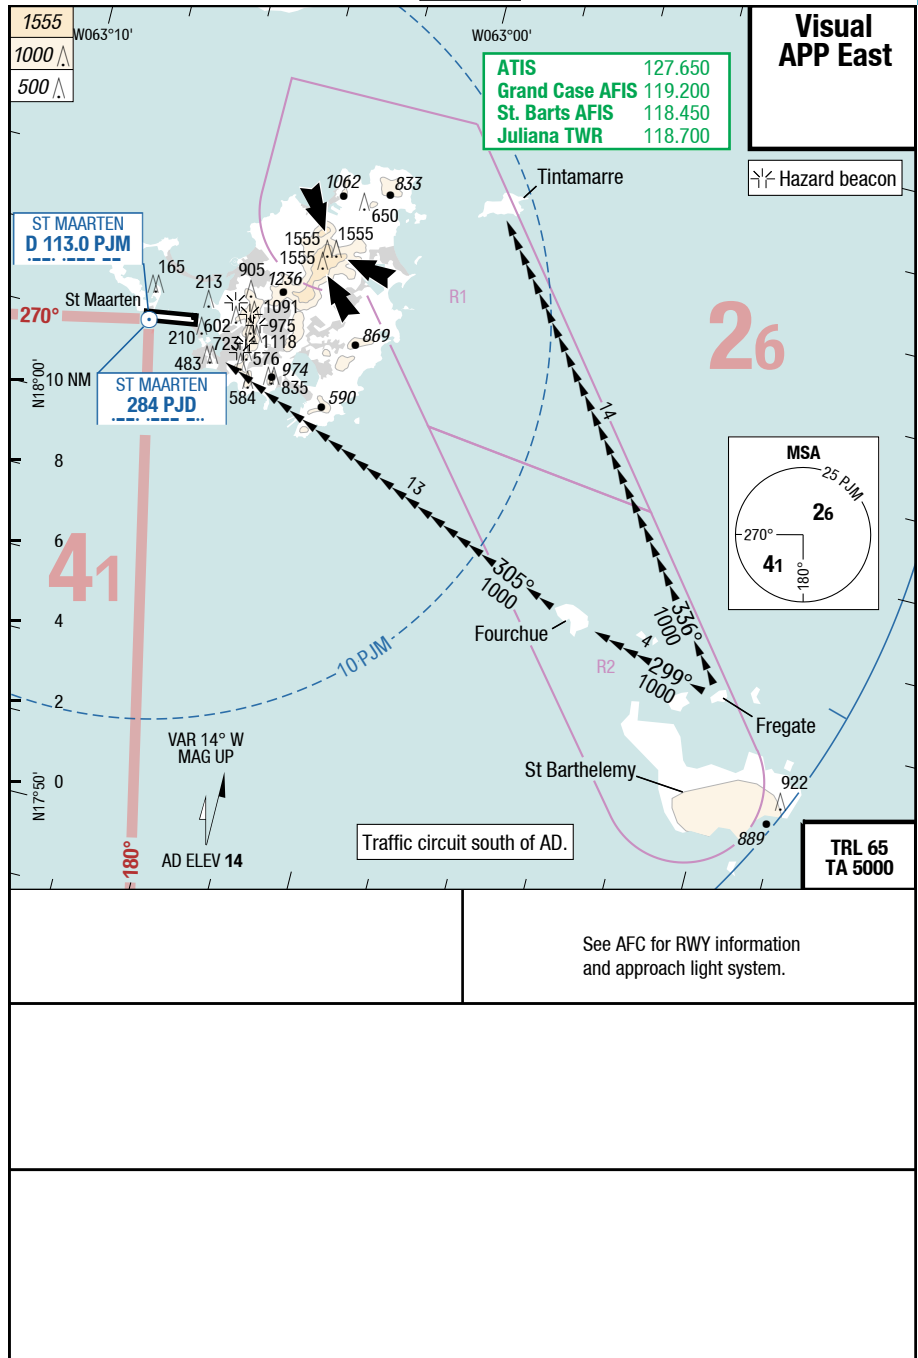 1555
1000
500
W063°10'
W063°00'
Visual
APP East
ATIS 127.650
Grand Case AFIS 119.200
St. Barts AFIS 118.450
Juliana TWR 118.700
Hazard beacon
Tintamarre
1062
833
650
ST MAARTEN
D 113.0 PJM
1555
1555
1555
165
213
905
1236
St Maarten
R1
270°
210
602
1091
975
1118
723
576
483
869
26
N18°00'
10 NM
ST MAARTEN
284 PJD
974
835
584
590
14
MSA
25 PJM
26
270°
41
180°
8
13
6
41
305°
1000
4
Fourchue
336°
1000
4
299°
1000
R2
10 PJM
2
Fregate
VAR 14° W
MAG UP
0
N17°50'
St Barthelemy
922
889
180°
AD ELEV 14
Traffic circuit south of AD.
TRL 65
TA 5000
See AFC for RWY information
and approach light system.